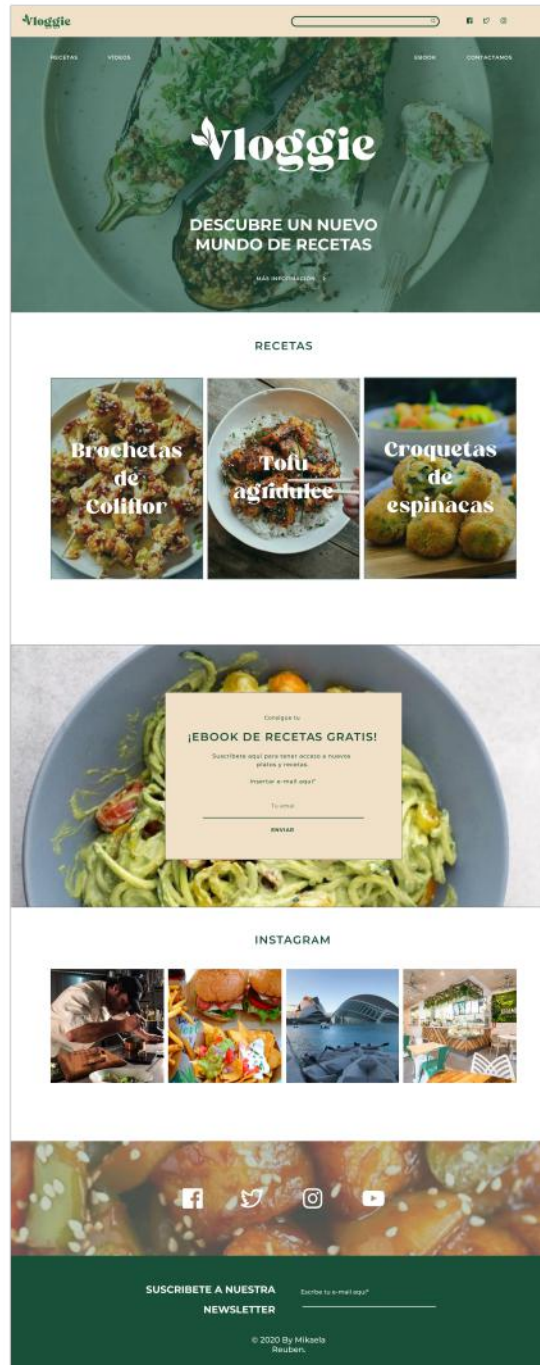 Vloggie
RECETAS
VÍDEOS
EBOOK
CONTACTANOS
Vloggie
DESCUBRE UN NUEVO
MUNDO DE RECETAS
MÁS INFORMACIÓN
RECETAS
Brochetas
de
Coliflor
Tofu
agridulce
Croquetas
de
espinacas
Consigue tu
¡EBOOK DE RECETAS GRATIS!
Suscríbete aquí para tener acceso a nuevos
platos y recetas.
Insertar e-mail aquí*
Tu email
ENVIAR
INSTAGRAM
SUSCRIBETE A NUESTRA
NEWSLETTER
Escribe tu e-mail aquí*
© 2020 By Mikaela
Reuben.